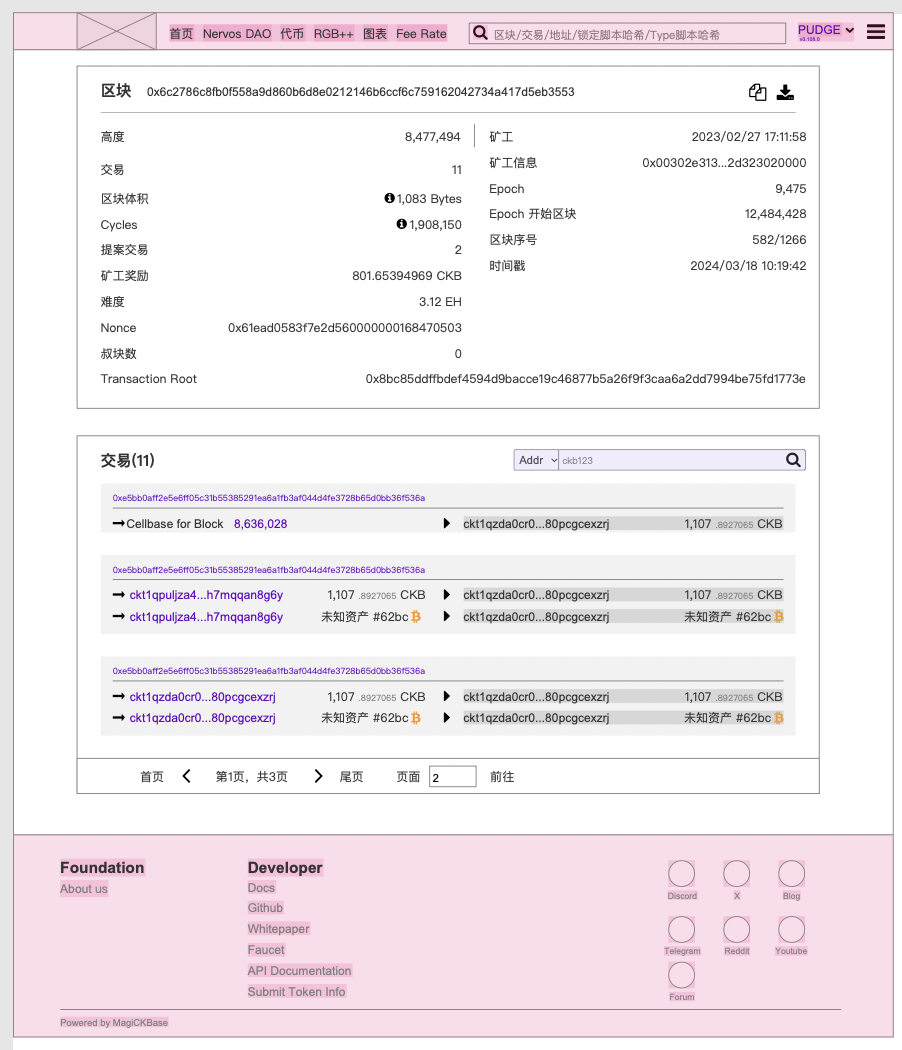 首页 Nervos DAO 代币 RGB++ 图表 Fee Rate 区块/交易/地址/锁定脚本哈希/Type脚本哈希 PUDGE
v0.108.0
区块 0x6c2786c8fb0f558a9d860b6d8e0212146b6ccf6c759162042734a417d5eb3553
高度 8,477,494
交易 11
区块体积 1,083 Bytes
Cycles 1,908,150
提案交易 2
矿工奖励 801.65394969 CKB
难度 3.12 EH
Nonce 0x61ead0583f7e2d560000000168470503
叔块数 0
矿工 2023/02/27 17:11:58
矿工信息 0x00302e313...2d323020000
Epoch 9,475
Epoch 开始区块 12,484,428
区块序号 582/1266
时间戳 2024/03/18 10:19:42
Transaction Root 0x8bc85ddffbdef4594d9bacce19c46877b5a26f9f3caa6a2dd7994be75fd1773e
交易(11) Addr ckb123
0xe5bb0aff2e5e6ff05c31b55385291ea6a1fb3af044d4fe3728b65d0bb36f536a
Cellbase for Block 8,636,028 ckt1qzda0cr0...80pcgcexzrj 1,107 .8927065 CKB
0xe5bb0aff2e5e6ff05c31b55385291ea6a1fb3af044d4fe3728b65d0bb36f536a
ckt1qpuljza4...h7mqqan8g6y 1,107 .8927065 CKB ckt1qzda0cr0...80pcgcexzrj 1,107 .8927065 CKB
ckt1qpuljza4...h7mqqan8g6y 未知资产 #62bc ckt1qzda0cr0...80pcgcexzrj 未知资产 #62bc
0xe5bb0aff2e5e6ff05c31b55385291ea6a1fb3af044d4fe3728b65d0bb36f536a
ckt1qzda0cr0...80pcgcexzrj 1,107 .8927065 CKB ckt1qzda0cr0...80pcgcexzrj 1,107 .8927065 CKB
ckt1qzda0cr0...80pcgcexzrj 未知资产 #62bc ckt1qzda0cr0...80pcgcexzrj 未知资产 #62bc
首页 第1页，共3页 尾页 页面 2 前往
Foundation
About us
Developer
Docs
Github
Whitepaper
Faucet
API Documentation
Submit Token Info
Discord X Blog
Telegram Reddit Youtube
Forum
Powered by MagiCKBase